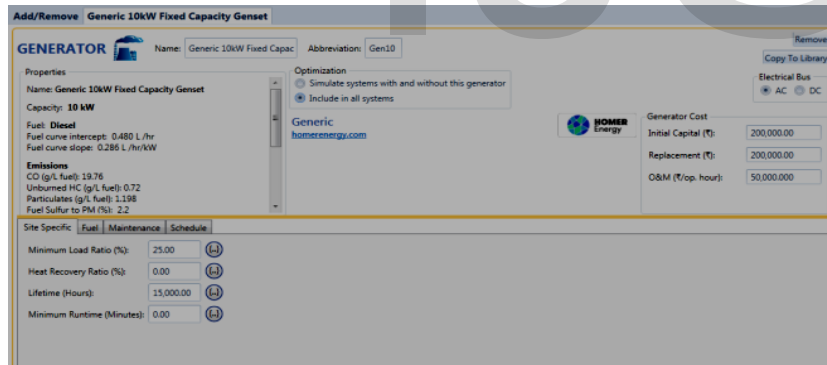 Add/Remove Generic 10kW Fixed Capacity Genset
GENERATOR Name: Generic 10kW Fixed Capac Abbreviation: Gen10
Remove
Copy To Library
Properties
Name: Generic 10kW Fixed Capacity Genset
Capacity: 10 kW
Fuel: Diesel
Fuel curve intercept: 0.480 L /hr
Fuel curve slope: 0.286 L /hr/kW
Emissions
CO (g/L fuel): 19.76
Unburned HC (g/L fuel): 0.72
Particulates (g/L fuel): 1.198
Fuel Sulfur to PM (%): 2.2
Optimization
Simulate systems with and without this generator
Include in all systems
Generic
homerenergy.com
HOMER
Energy
Electrical Bus
AC DC
Generator Cost
Initial Capital (₹): 200,000.00
Replacement (₹): 200,000.00
O&M (₹/op. hour): 50,000.000
Site Specific Fuel Maintenance Schedule
Minimum Load Ratio (%): 25.00 (..)
Heat Recovery Ratio (%): 0.00 (..)
Lifetime (Hours): 15,000.00 (..)
Minimum Runtime (Minutes): 0.00 (..)